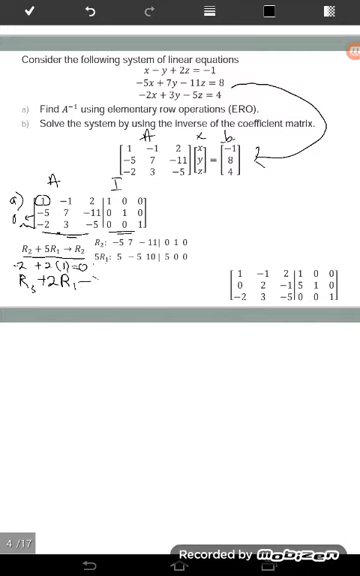 Consider the following system of linear equations
x − y + 2z = −1
−5x + 7y − 11z = 8
−2x + 3y − 5z = 4
a) Find A⁻¹ using elementary row operations (ERO).
b) Solve the system by using the inverse of the coefficient matrix.
A x b
[1 −1 2] [x] [−1]
[−5 7 −11] [y] = [8]
[−2 3 −5] [z] [4]
A I
a) [1 −1 2 | 1 0 0]
0 [−5 7 −11 | 0 1 0]
[−2 3 −5 | 0 0 1]
R₂ + 5R₁ → R₂ R₂: −5 7 −11| 0 1 0
−2 + 2(1) = 0 5R₁: 5 −5 10| 5 0 0
R₃ + 2R₁ −
[1 −1 2 | 1 0 0]
[0 2 −1 | 5 1 0]
[−2 3 −5 | 0 0 1]
4 / 17
Recorded by Mobizen